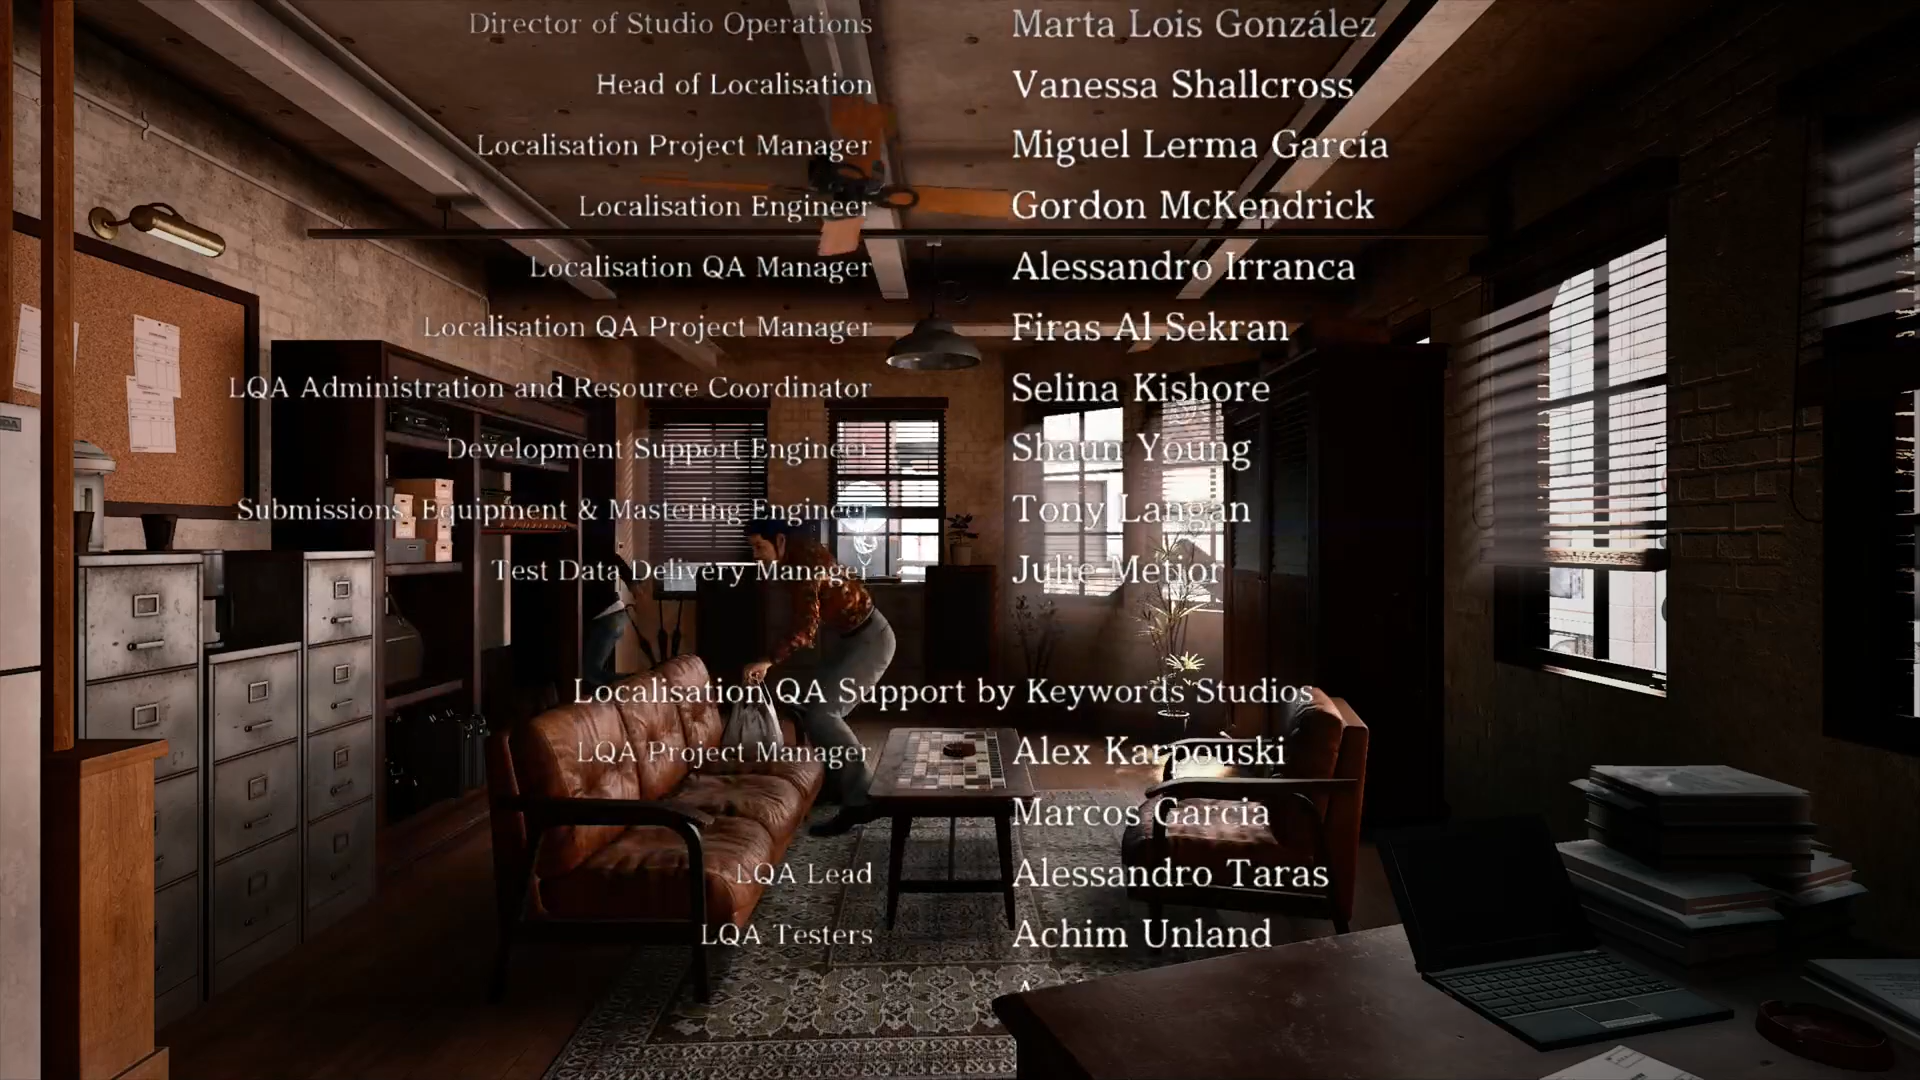 Director of Studio Operations Marta Lois González
Head of Localisation Vanessa Shallcross
Localisation Project Manager Miguel Lerma García
Localisation Engineer Gordon McKendrick
Localisation QA Manager Alessandro Irranca
Localisation QA Project Manager Firas Al Sekran
LQA Administration and Resource Coordinator Selina Kishore
Development Support Engineer Shaun Young
Submissions, Equipment & Mastering Engineer Tony Langan
Test Data Delivery Manager Julie Metior
Localisation QA Support by Keywords Studios
LQA Project Manager Alex Karpouski
Marcos Garcia
LQA Lead Alessandro Taras
LQA Testers Achim Unland